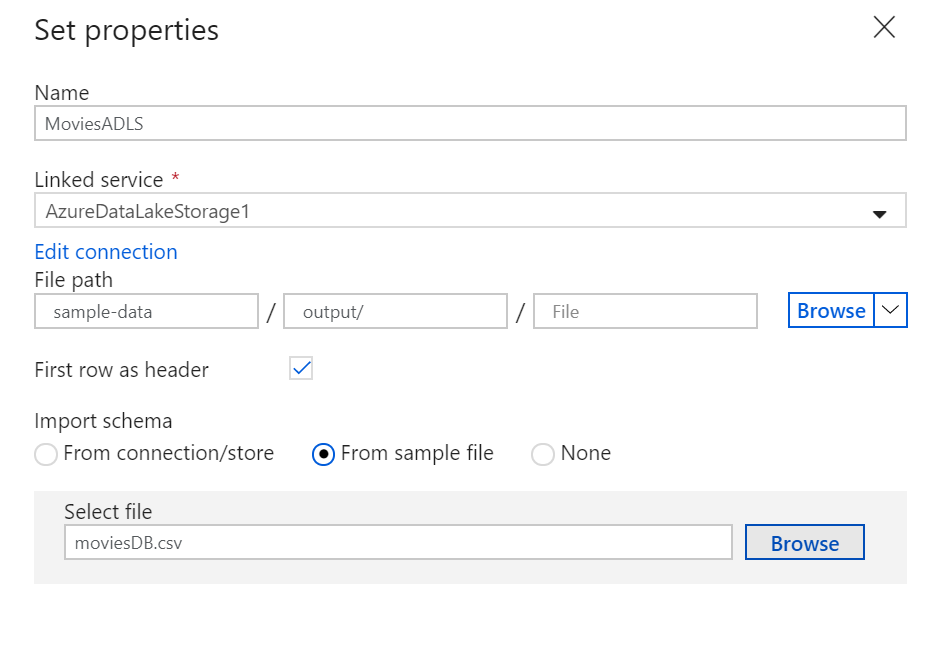 Set properties
Name
MoviesADLS
Linked service *
AzureDataLakeStorage1
Edit connection
File path
sample-data / output/ / File Browse
First row as header
Import schema
From connection/store From sample file None
Select file
moviesDB.csv Browse